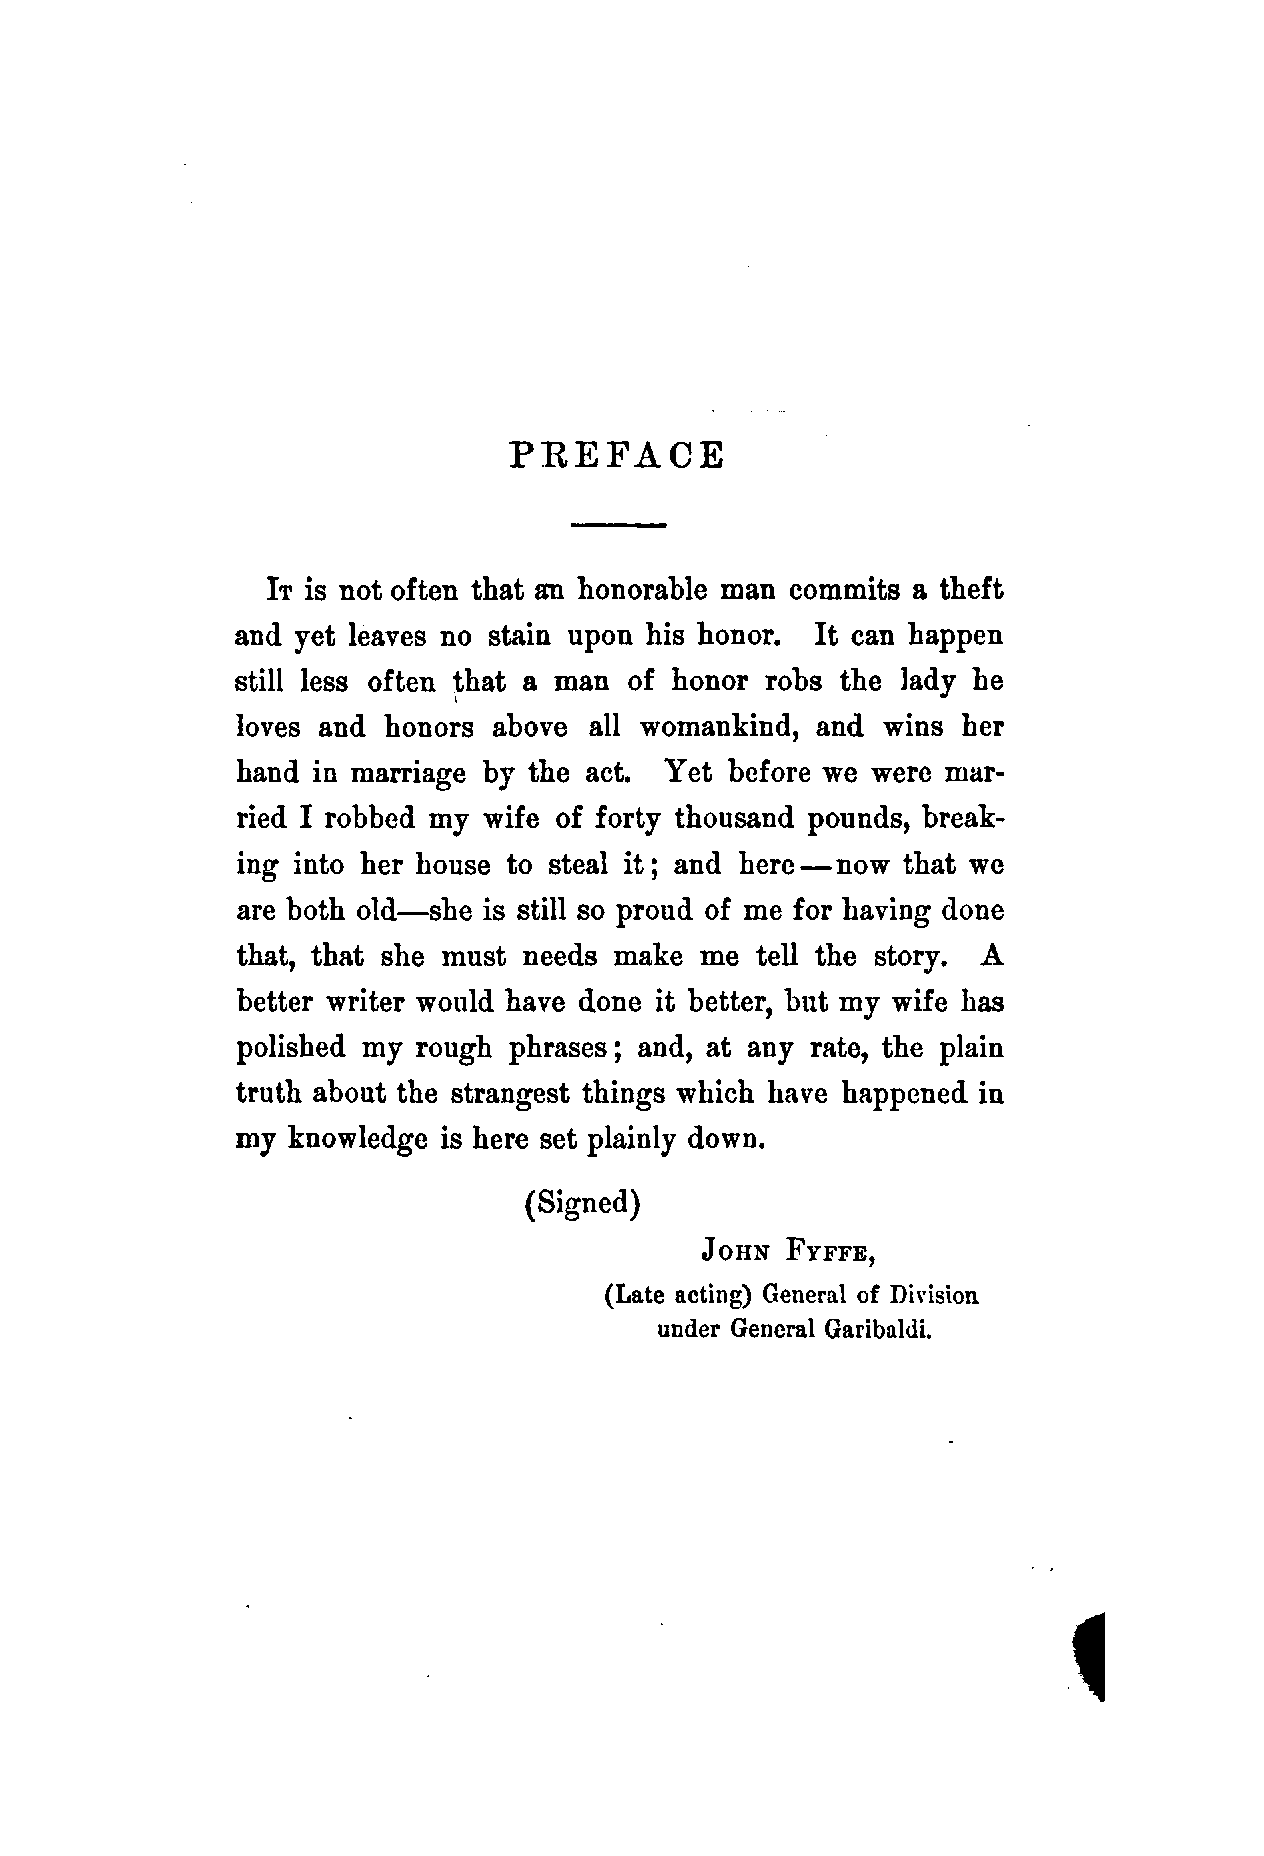 PREFACE
It is not often that an honorable man commits a theft
and yet leaves no stain upon his honor. It can happen
still less often that a man of honor robs the lady he
loves and honors above all womankind, and wins her
hand in marriage by the act. Yet before we were mar-
ried I robbed my wife of forty thousand pounds, break-
ing into her house to steal it; and here—now that we
are both old—she is still so proud of me for having done
that, that she must needs make me tell the story. A
better writer would have done it better, but my wife has
polished my rough phrases; and, at any rate, the plain
truth about the strangest things which have happened in
my knowledge is here set plainly down.
(Signed)
John Fyffe,
(Late acting) General of Division
under General Garibaldi.